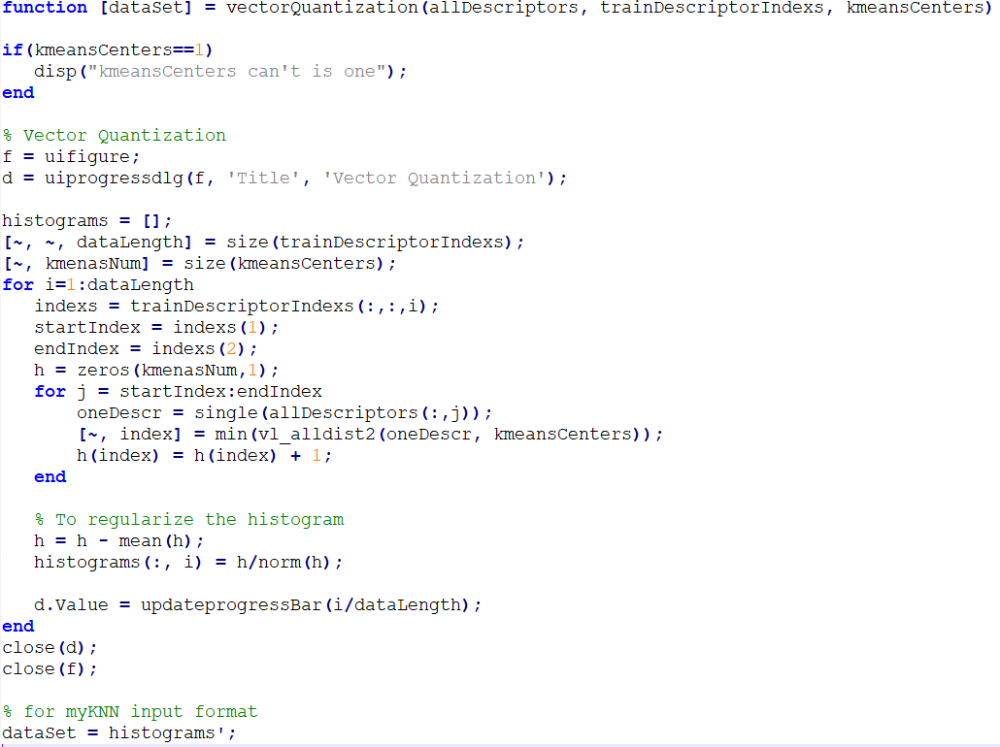 function [dataSet] = vectorQuantization(allDescriptors, trainDescriptorIndexs, kmeansCenters)
if(kmeansCenters==1)
disp("kmeansCenters can't is one");
end
% Vector Quantization
f = uifigure;
d = uiprogressdlg(f, 'Title', 'Vector Quantization');
histograms = [];
[~, ~, dataLength] = size(trainDescriptorIndexs);
[~, kmenasNum] = size(kmeansCenters);
for i=1:dataLength
indexs = trainDescriptorIndexs(:,:,i);
startIndex = indexs(1);
endIndex = indexs(2);
h = zeros(kmenasNum,1);
for j = startIndex:endIndex
oneDescr = single(allDescriptors(:,j));
[~, index] = min(vl_alldist2(oneDescr, kmeansCenters));
h(index) = h(index) + 1;
end
% To regularize the histogram
h = h - mean(h);
histograms(:, i) = h/norm(h);
d.Value = updateprogressBar(i/dataLength);
end
close(d);
close(f);
% for myKNN input format
dataSet = histograms';